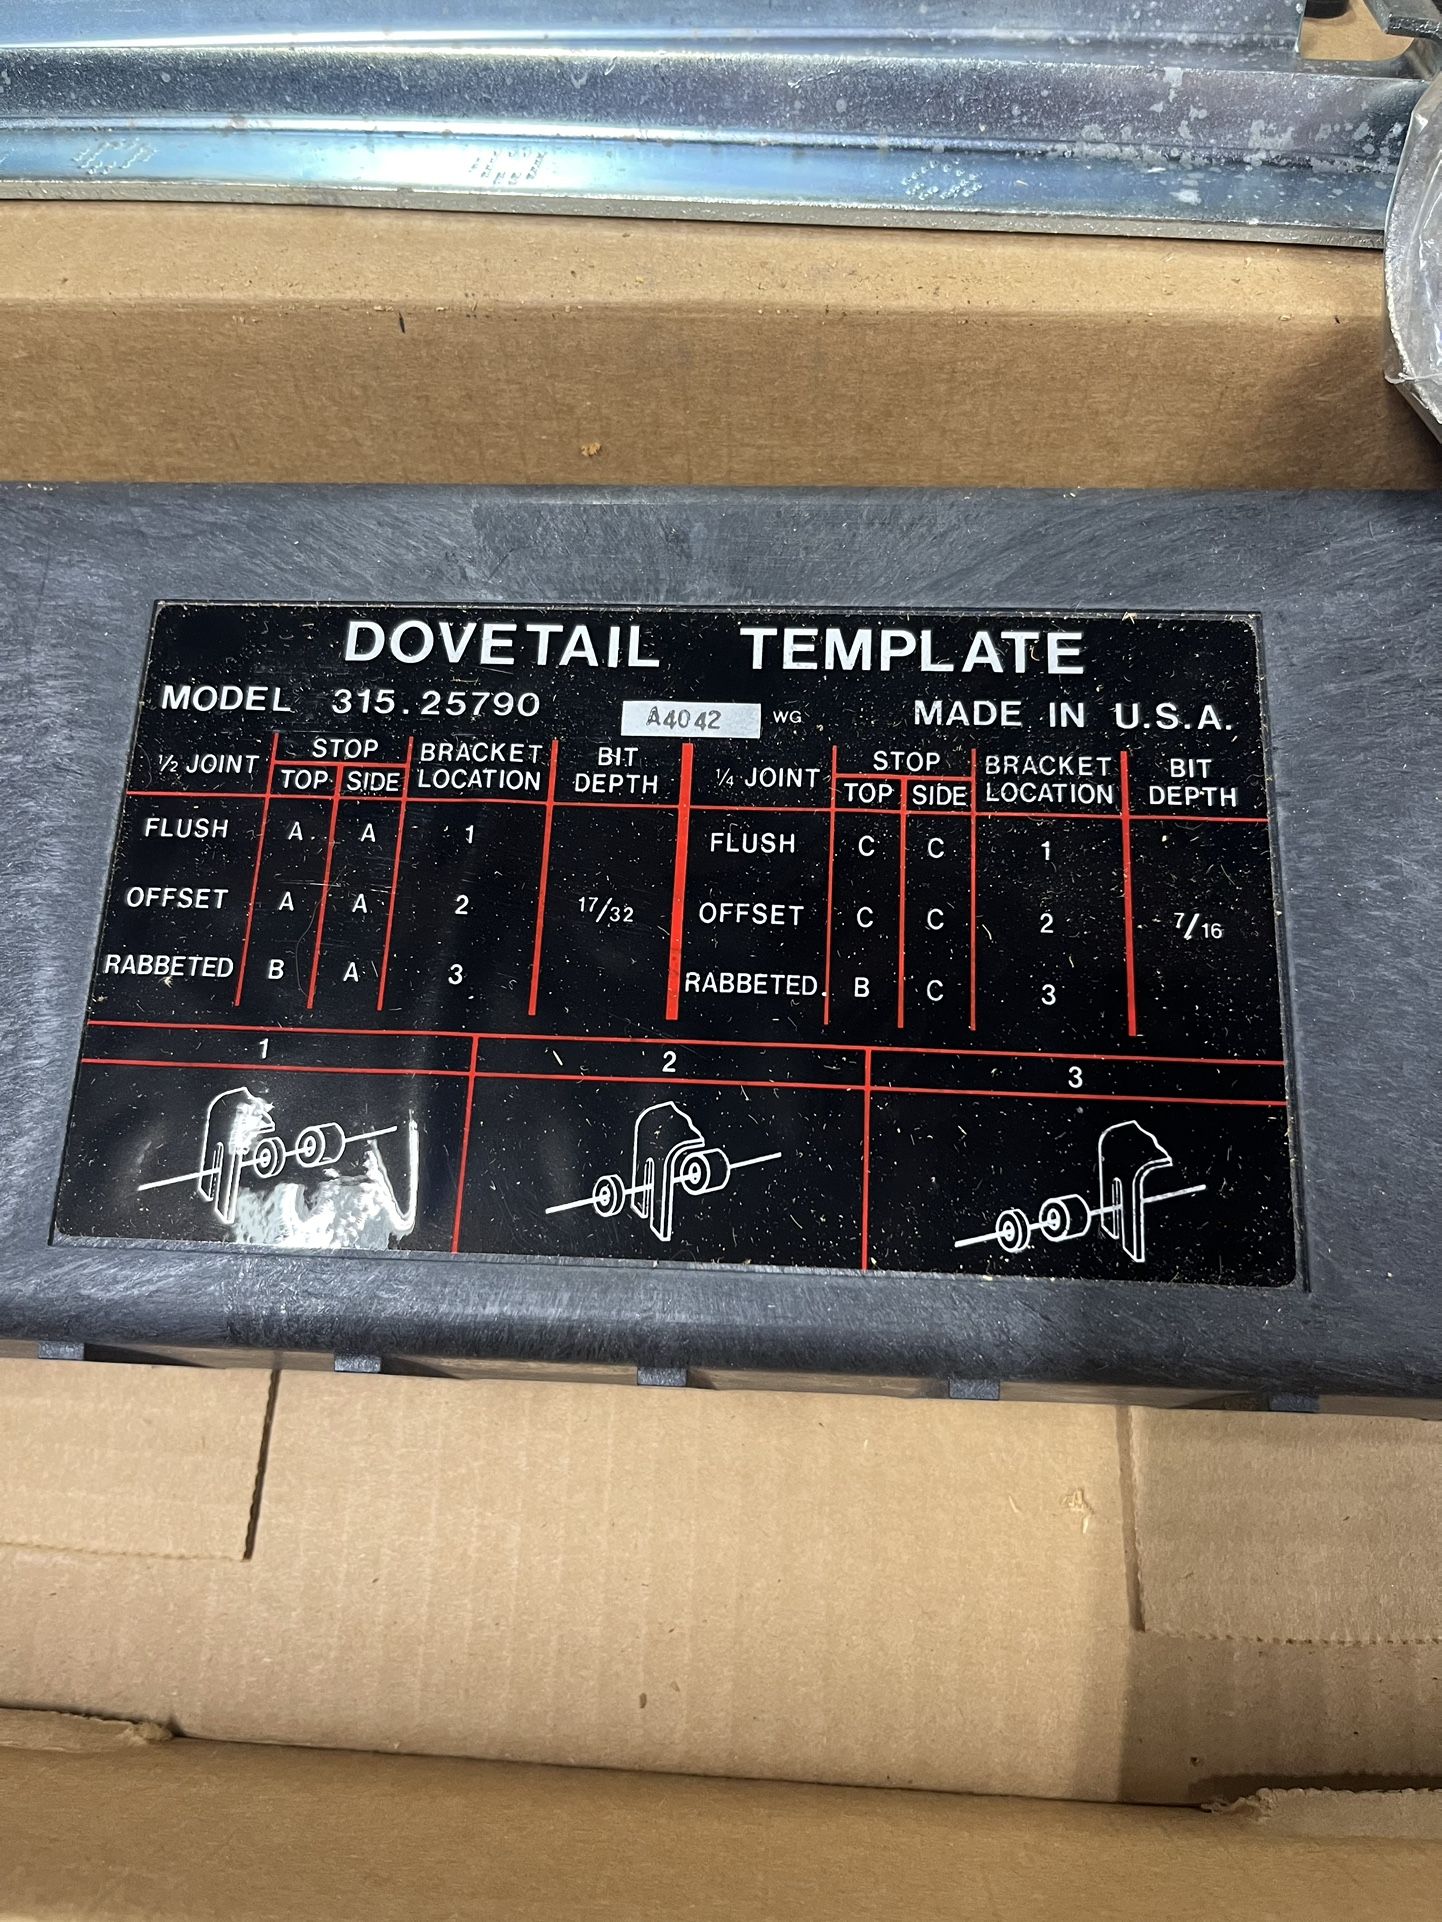 DOVETAIL TEMPLATE
MODEL 315.25790 A4042 WG MADE IN U.S.A.
1/2 JOINT STOP TOP SIDE BRACKET LOCATION BIT DEPTH 1/4 JOINT STOP TOP SIDE BRACKET LOCATION BIT DEPTH
FLUSH A A 1 FLUSH C C 1
OFFSET A A 2 17/32 OFFSET C C 2 7/16
RABBETED B A 3 RABBETED B C 3
1 2 3